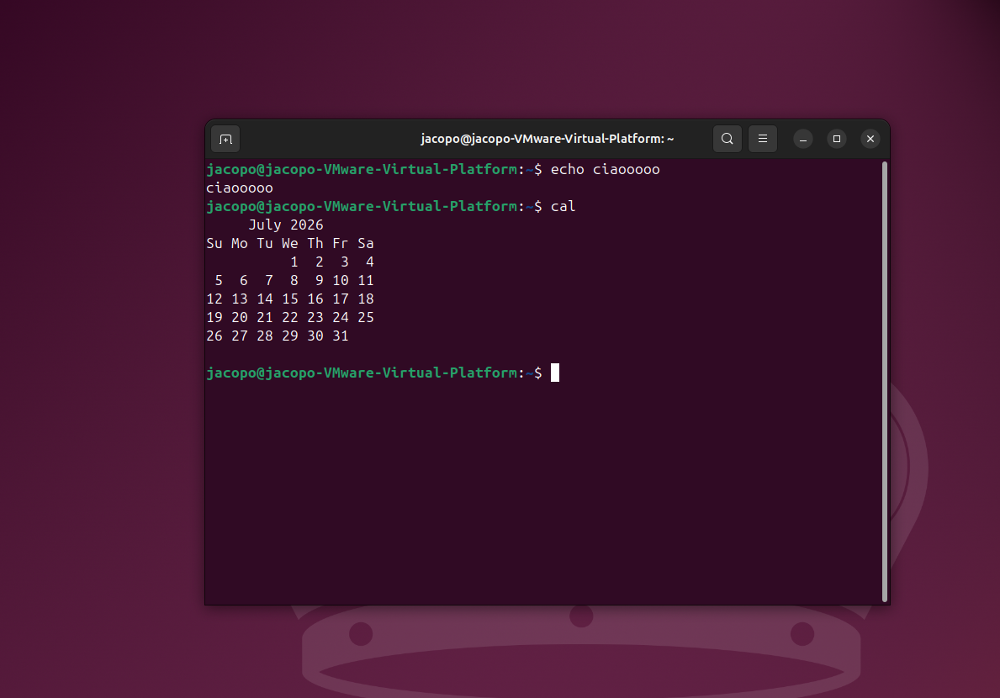 jacopo@jacopo-VMware-Virtual-Platform: ~
jacopo@jacopo-VMware-Virtual-Platform:~$ echo ciaooooo
ciaooooo
jacopo@jacopo-VMware-Virtual-Platform:~$ cal
     July 2026
Su Mo Tu We Th Fr Sa
          1  2  3  4
 5  6  7  8  9 10 11
12 13 14 15 16 17 18
19 20 21 22 23 24 25
26 27 28 29 30 31
jacopo@jacopo-VMware-Virtual-Platform:~$